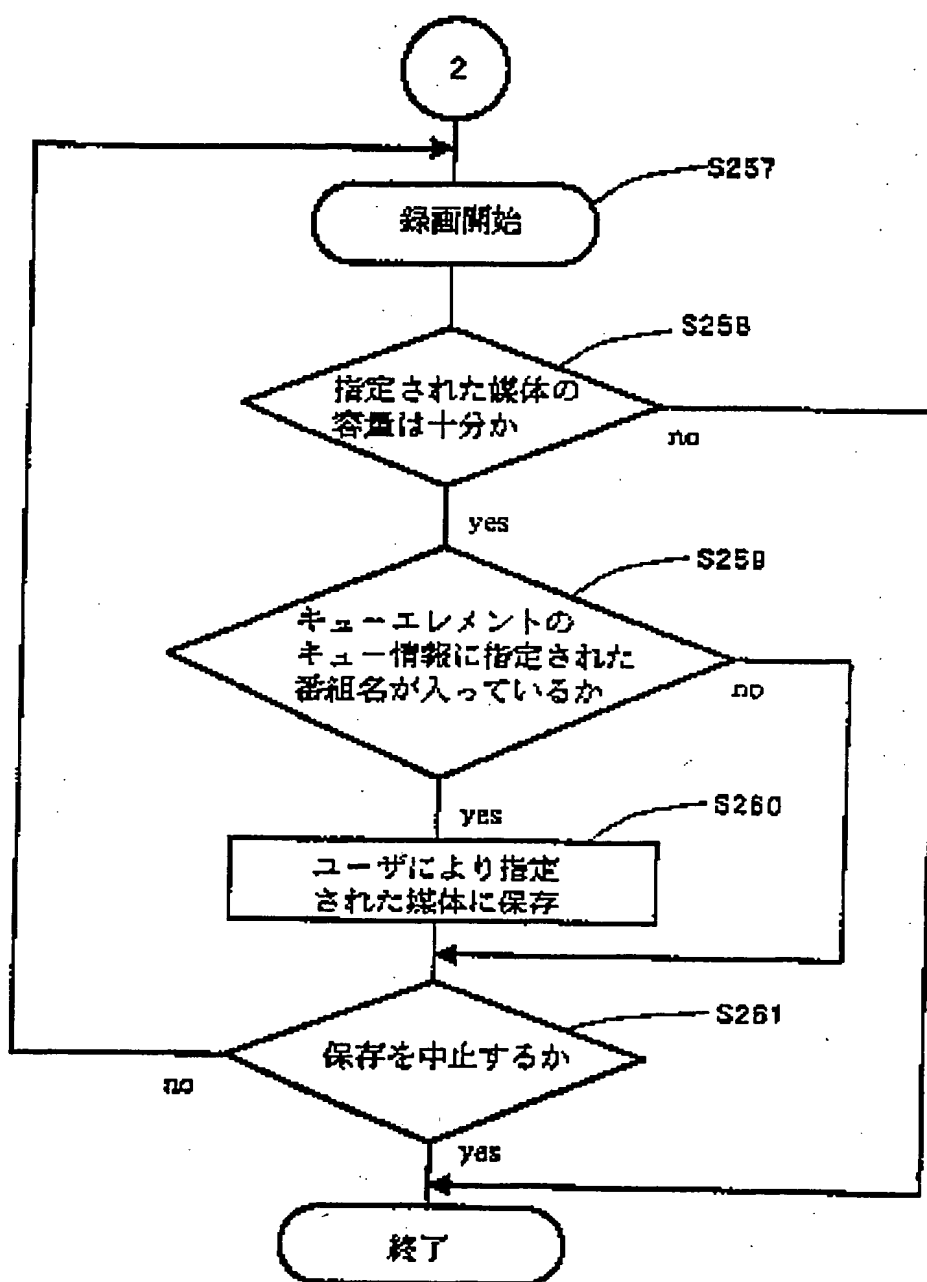 2
S257
録画開始
S258
指定された媒体の
容量は十分か
no
yes
S259
キューエレメントの
キュー情報に指定された
番組名が入っているか
no
yes
S260
ユーザにより指定
された媒体に保存
S261
保存を中止するか
no
yes
終了